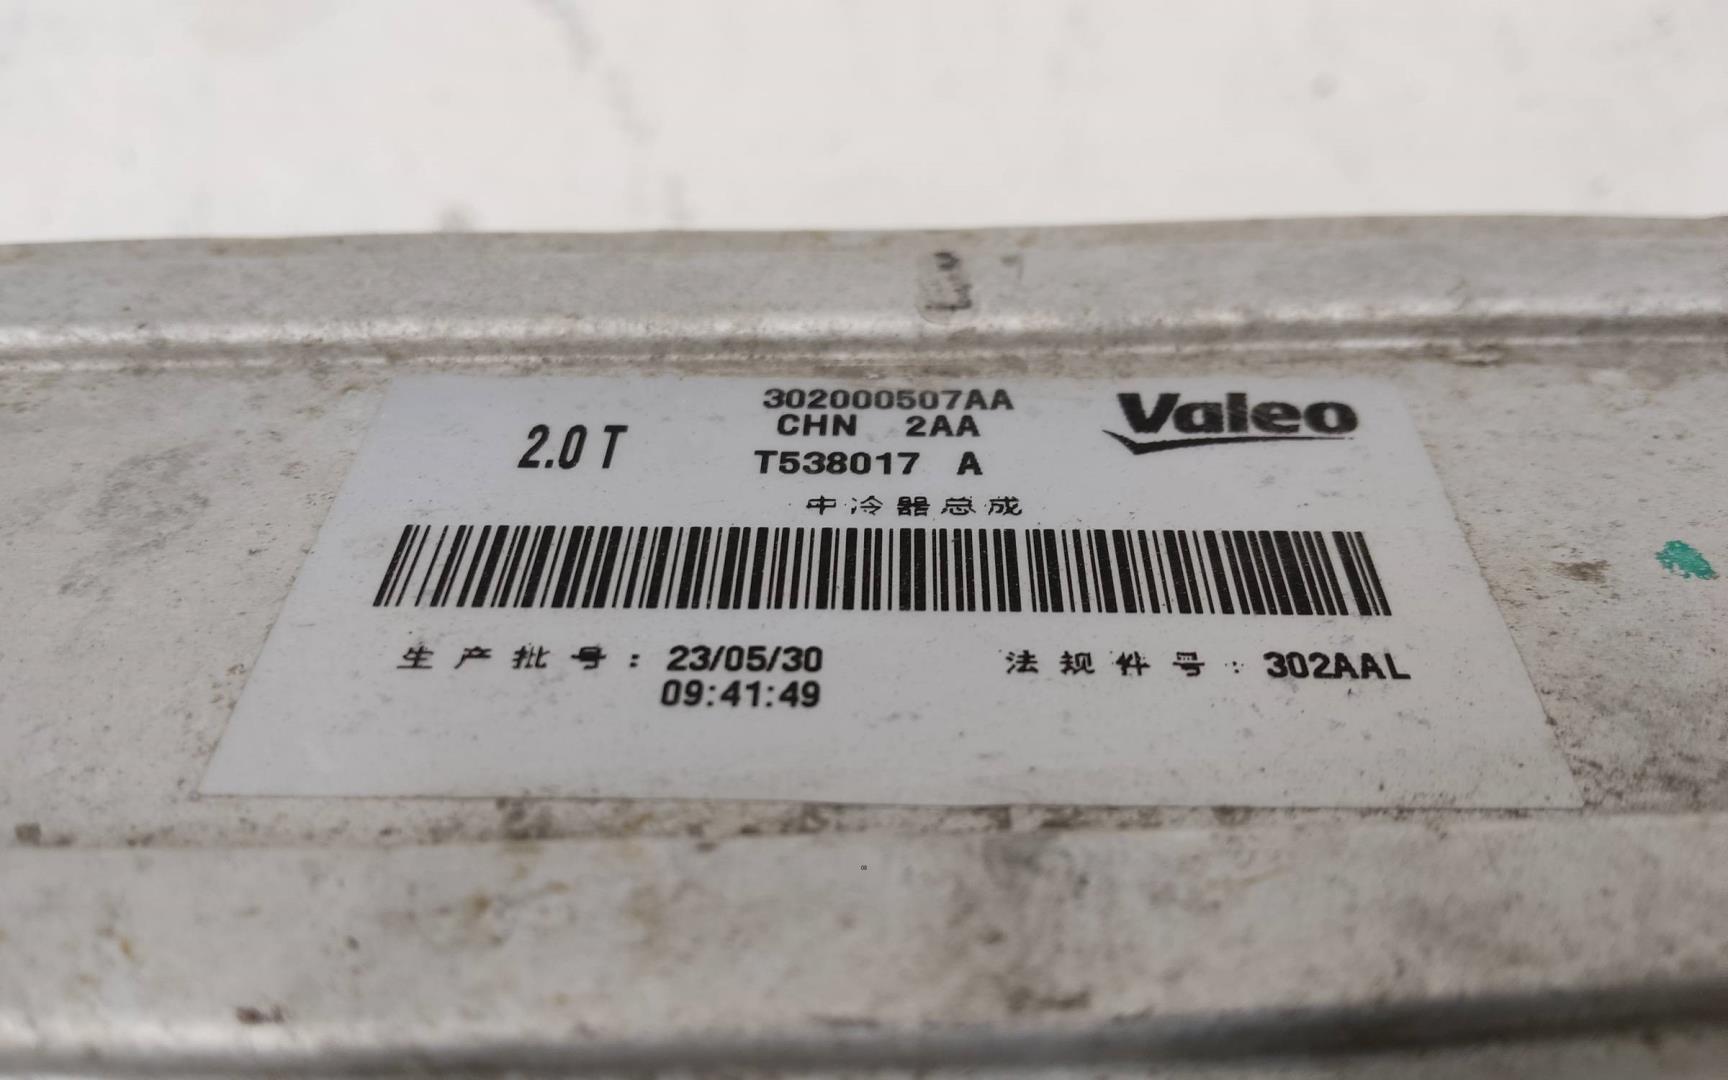 302000507AA
CHN 2AA
Valeo
2.0 T
T538017 A
中冷器总成
生产批号: 23/05/30
09:41:49
法规件号: 302AAL